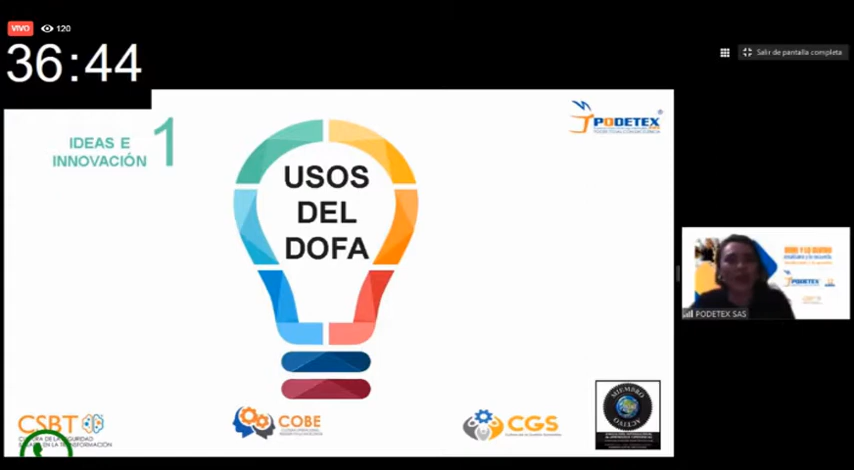 VIVO
120
36:44
Salir de pantalla completa
IDEAS E
INNOVACIÓN
1
PODETEX
USOS
DEL
DOFA
PODETEX
PODETEX SAS
CSBT
COBE
CGS
MIEMBRO
ACTIVO